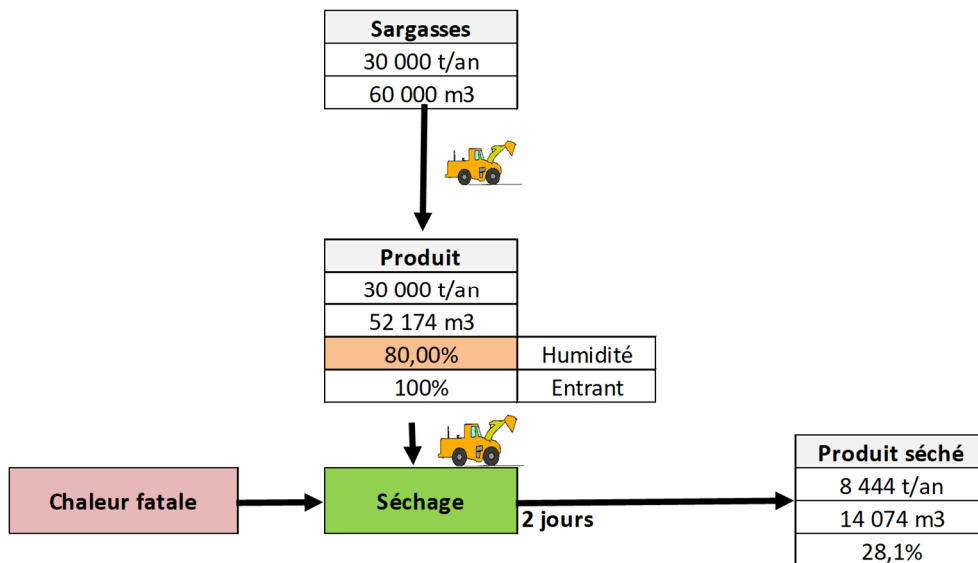 Sargasses
30 000 t/an
60 000 m3
Produit
30 000 t/an
52 174 m3
80,00% Humidité
100% Entrant
Chaleur fatale
Séchage
2 jours
Produit séché
8 444 t/an
14 074 m3
28,1%